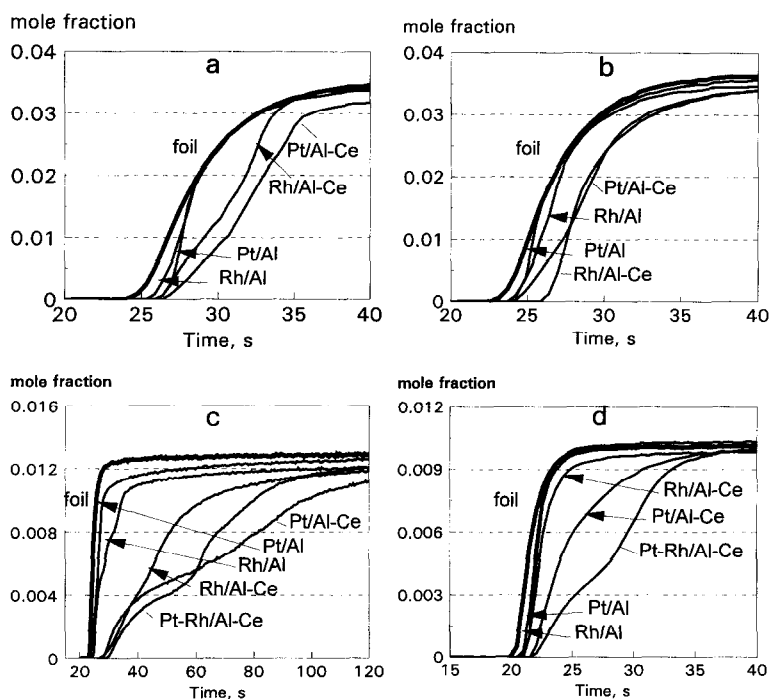 mole fraction
a
0.04
0.03
0.02
0.01
0
foil
Pt/Al-Ce
Rh/Al-Ce
Pt/Al
Rh/Al
20 25 30 35 40
Time, s
mole fraction
b
0.04
0.03
0.02
0.01
0
foil
Pt/Al-Ce
Rh/Al
Pt/Al
Rh/Al-Ce
20 25 30 35 40
Time, s
mole fraction
c
0.016
0.012
0.008
0.004
0
foil
Pt/Al-Ce
Pt/Al
Rh/Al
Rh/Al-Ce
Pt-Rh/Al-Ce
20 40 60 80 100 120
Time, s
mole fraction
d
0.012
0.009
0.006
0.003
0
foil
Rh/Al-Ce
Pt/Al-Ce
Pt-Rh/Al-Ce
Pt/Al
Rh/Al
15 20 25 30 35 40
Time, s